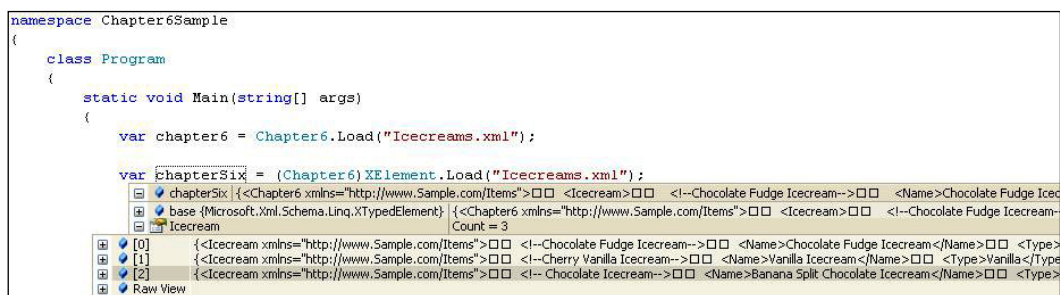 namespace Chapter6Sample
{
class Program
{
static void Main(string[] args)
{
var chapter6 = Chapter6.Load("Icecreams.xml");
var chapterSix = (Chapter6)XElement.Load("Icecreams.xml");
chapterSix {<Chapter6 xmlns="http://www.Sample.com/Items">□□ <Icecream>□□ <!--Chocolate Fudge Icecream-->□□ <Name>Chocolate Fudge Iced
base {Microsoft.Xml.Schema.Linq.XTypedElement} {<Chapter6 xmlns="http://www.Sample.com/Items">□□ <Icecream>□□ <!--Chocolate Fudge Icecream-
Icecream Count = 3
[0] {<Icecream xmlns="http://www.Sample.com/Items">□□ <!--Chocolate Fudge Icecream-->□□ <Name>Chocolate Fudge Icecream</Name>□□ <Type>
[1] {<Icecream xmlns="http://www.Sample.com/Items">□□ <!--Cherry Vanilla Icecream-->□□ <Name>Vanilla Icecream</Name>□□ <Type>Vanilla</Type
[2] {<Icecream xmlns="http://www.Sample.com/Items">□□ <!-- Chocolate Icecream-->□□ <Name>Banana Split Chocolate Icecream</Name>□□ <Type>
Raw View